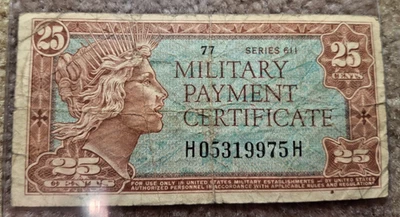 25 77 SERIES 611 25
CENTS
MILITARY
PAYMENT
CERTIFICATE
H05319975H
25 25
CENTS
FOR USE ONLY IN UNITED STATES MILITARY ESTABLISHMENTS - BY UNITED STATES
AUTHORIZED PERSONNEL IN ACCORDANCE WITH APPLICABLE RULES AND REGULATIONS